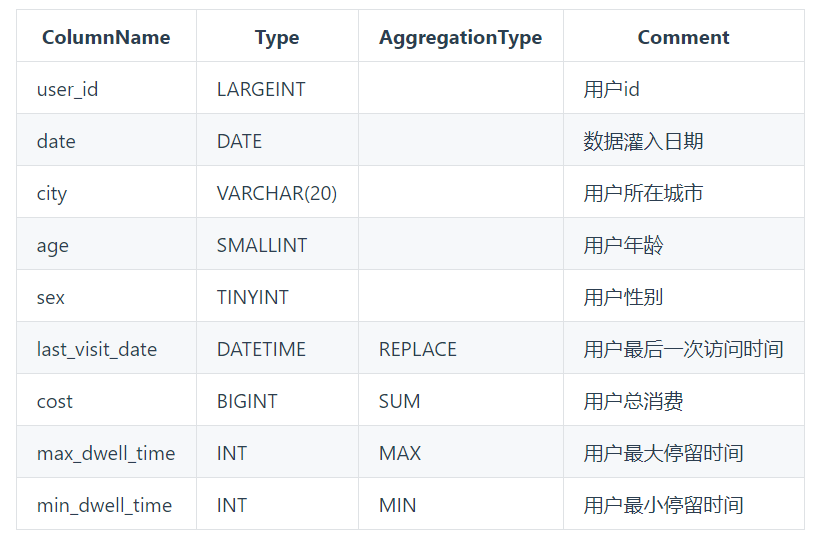 ColumnName Type AggregationType Comment
user_id LARGEINT 用户id
date DATE 数据灌入日期
city VARCHAR(20) 用户所在城市
age SMALLINT 用户年龄
sex TINYINT 用户性别
last_visit_date DATETIME REPLACE 用户最后一次访问时间
cost BIGINT SUM 用户总消费
max_dwell_time INT MAX 用户最大停留时间
min_dwell_time INT MIN 用户最小停留时间